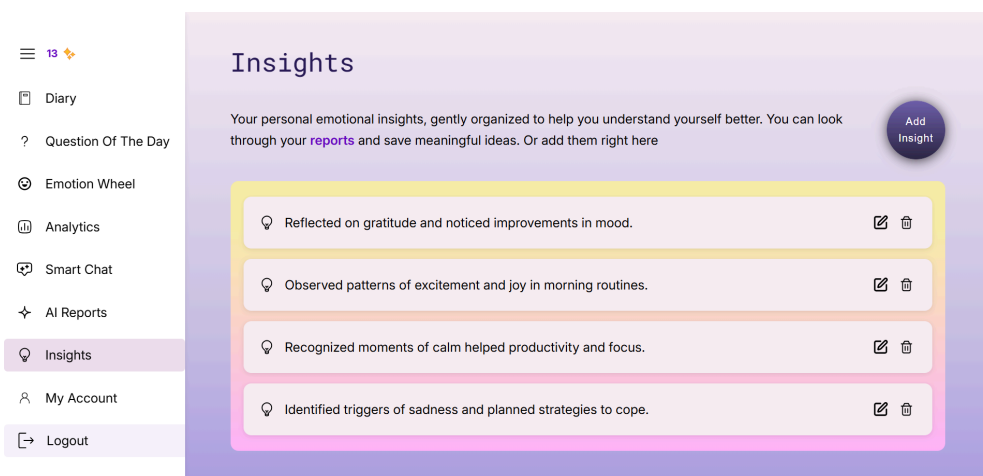 13
Diary
Question Of The Day
Emotion Wheel
Analytics
Smart Chat
AI Reports
Insights
My Account
Logout
Insights
Your personal emotional insights, gently organized to help you understand yourself better. You can look
through your reports and save meaningful ideas. Or add them right here
Add
Insight
Reflected on gratitude and noticed improvements in mood.
Observed patterns of excitement and joy in morning routines.
Recognized moments of calm helped productivity and focus.
Identified triggers of sadness and planned strategies to cope.